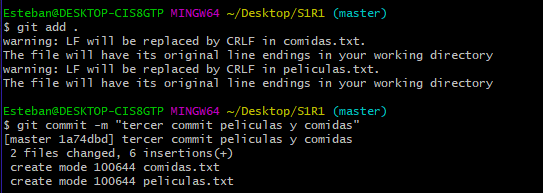 Esteban@DESKTOP-CIS8GTP MINGW64 ~/Desktop/S1R1 (master)
$ git add .
warning: LF will be replaced by CRLF in comidas.txt.
The file will have its original line endings in your working directory
warning: LF will be replaced by CRLF in peliculas.txt.
The file will have its original line endings in your working directory
Esteban@DESKTOP-CIS8GTP MINGW64 ~/Desktop/S1R1 (master)
$ git commit -m "tercer commit peliculas y comidas"
[master 1a74dbd] tercer commit peliculas y comidas
 2 files changed, 6 insertions(+)
 create mode 100644 comidas.txt
 create mode 100644 peliculas.txt